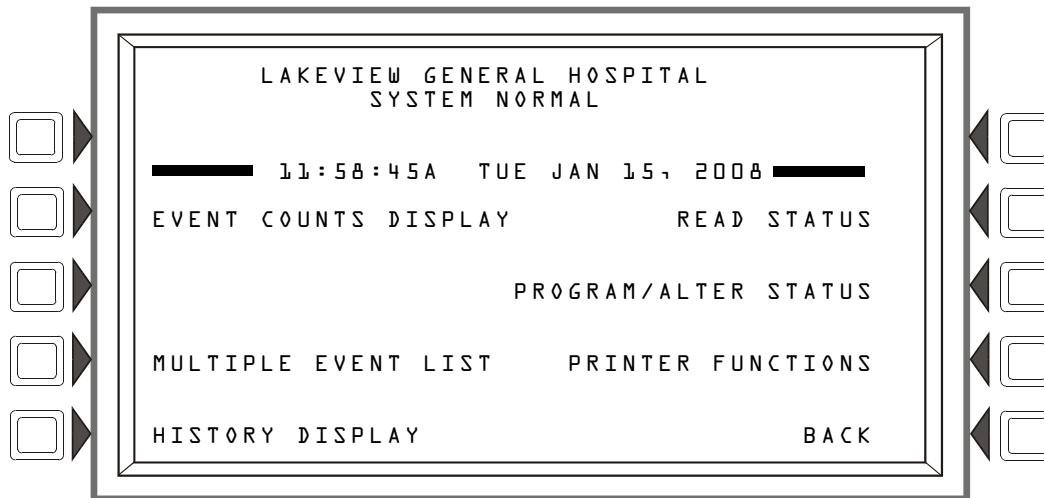 LAKEVIEW GENERAL HOSPITAL
SYSTEM NORMAL
11:58:45A TUE JAN 15, 2008
EVENT COUNTS DISPLAY READ STATUS
PROGRAM/ALTER STATUS
MULTIPLE EVENT LIST PRINTER FUNCTIONS
HISTORY DISPLAY BACK